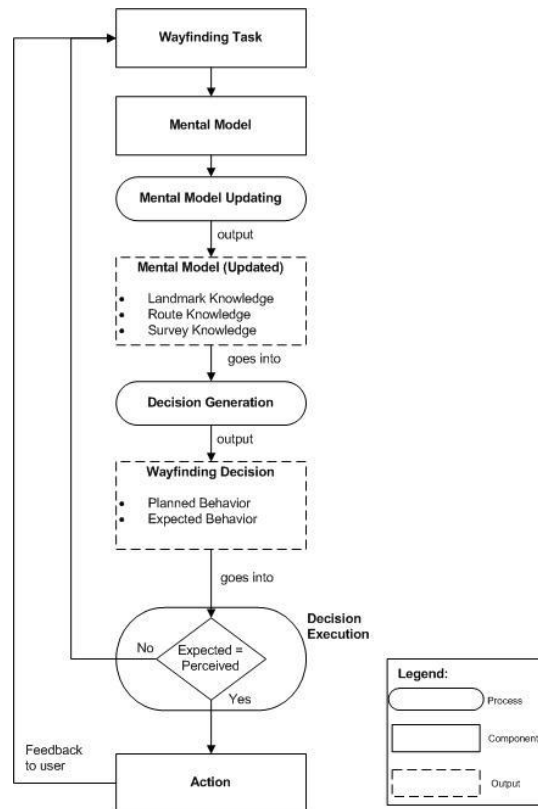 Wayfinding Task
Mental Model
Mental Model Updating
output
Mental Model (Updated)
• Landmark Knowledge
• Route Knowledge
• Survey Knowledge
goes into
Decision Generation
output
Wayfinding Decision
• Planned Behavior
• Expected Behavior
goes into
Decision
Execution
No
Expected =
Perceived
Yes
Feedback
to user
Action
Legend:
Process
Component
Output